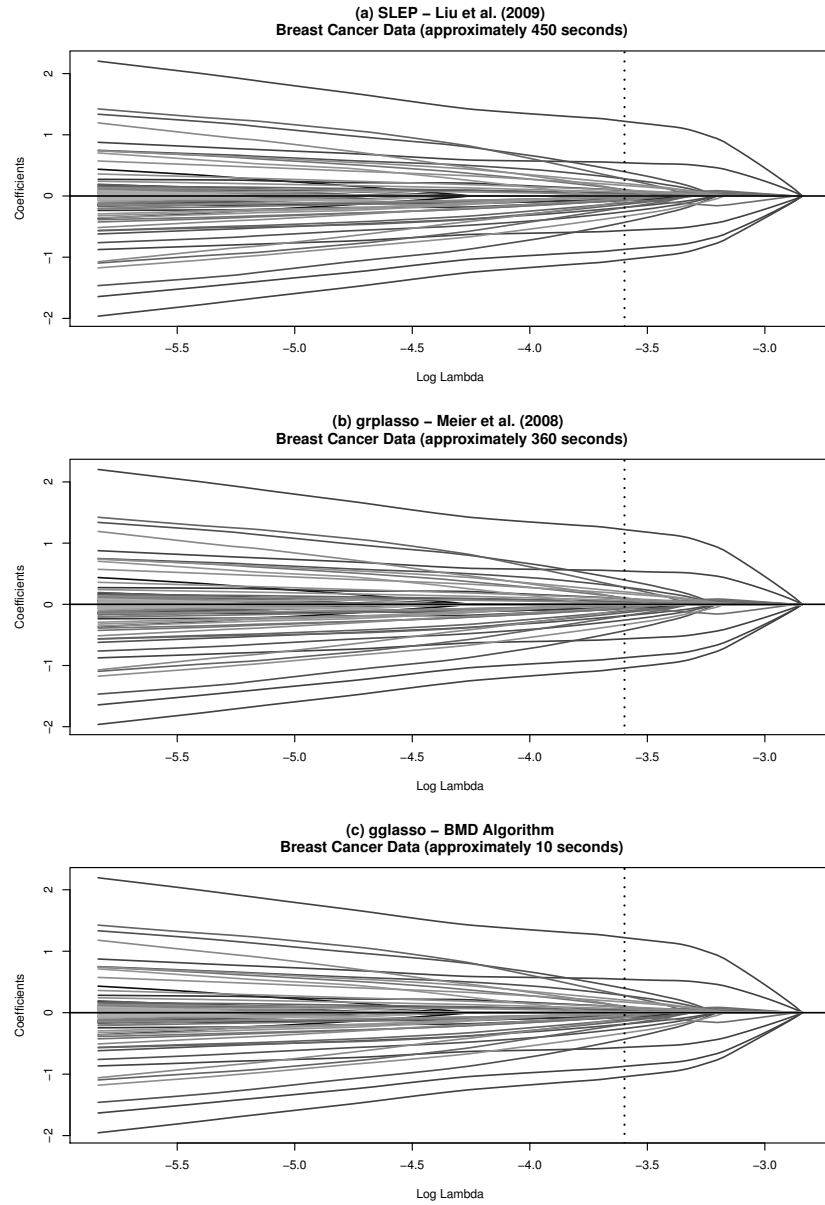 (a) SLEP − Liu et al. (2009)
Breast Cancer Data (approximately 450 seconds)
2
1
0
−1
−2
Coefficients
−5.5 −5.0 −4.5 −4.0 −3.5 −3.0
Log Lambda
(b) grplasso − Meier et al. (2008)
Breast Cancer Data (approximately 360 seconds)
2
1
0
−1
−2
Coefficients
−5.5 −5.0 −4.5 −4.0 −3.5 −3.0
Log Lambda
(c) gglasso − BMD Algorithm
Breast Cancer Data (approximately 10 seconds)
2
1
0
−1
−2
Coefficients
−5.5 −5.0 −4.5 −4.0 −3.5 −3.0
Log Lambda